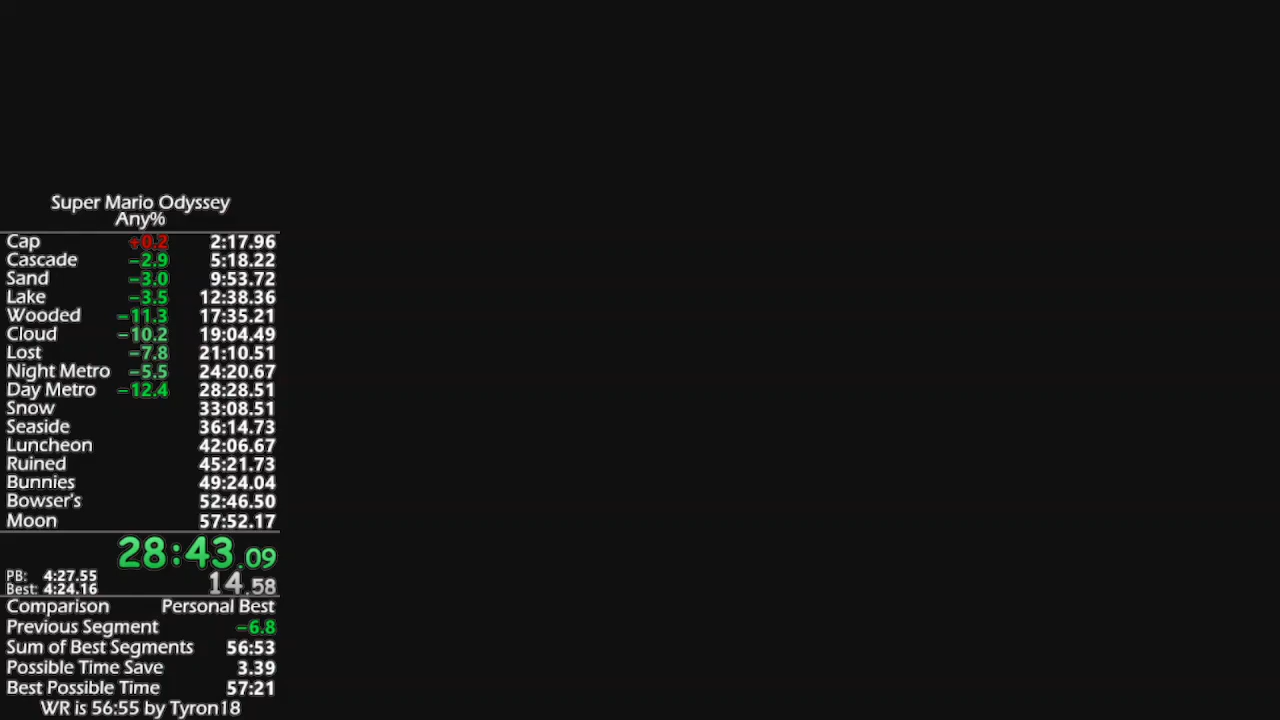 Super Mario Odyssey
Any%
Cap +0.2 2:17.96
Cascade −2.9 5:18.22
Sand −3.0 9:53.72
Lake −3.5 12:38.36
Wooded −11.3 17:35.21
Cloud −10.2 19:04.49
Lost −7.8 21:10.51
Night Metro −5.5 24:20.67
Day Metro −12.4 28:28.51
Snow 33:08.51
Seaside 36:14.73
Luncheon 42:06.67
Ruined 45:21.73
Bunnies 49:24.04
Bowser's 52:46.50
Moon 57:52.17
28:43.09
PB: 4:27.55 14.58
Best: 4:24.16
Comparison Personal Best
Previous Segment −6.8
Sum of Best Segments 56:53
Possible Time Save 3.39
Best Possible Time 57:21
WR is 56:55 by Tyron18